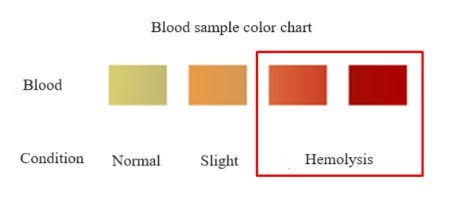 Blood sample color chart
Blood
Condition Normal Slight Hemolysis